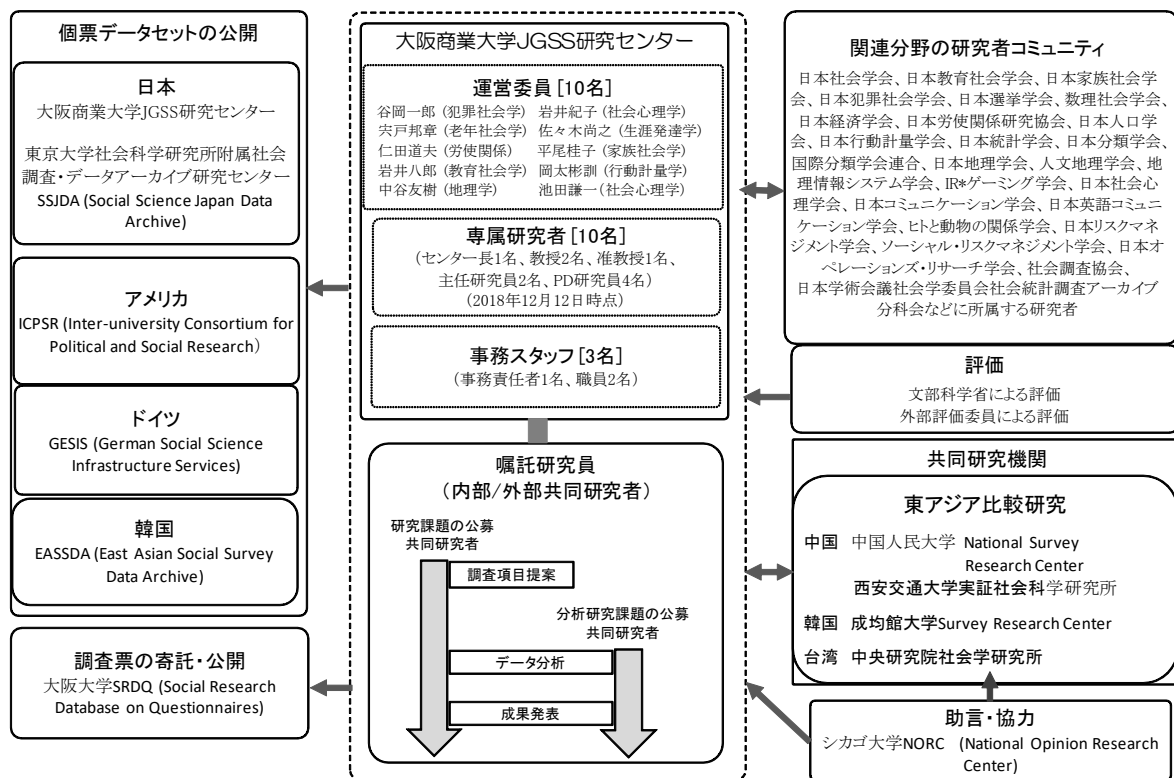 個票データセットの公開
日本
大阪商業大学JGSS研究センター
東京大学社会科学研究所附属社会
調査・データアーカイブ研究センター
SSJDA (Social Science Japan Data
Archive)
アメリカ
ICPSR (Inter-university Consortium for
Political and Social Research)
ドイツ
GESIS (German Social Science
Infrastructure Services)
韓国
EASSDA (East Asian Social Survey
Data Archive)
調査票の寄託・公開
大阪大学SRDQ (Social Research
Database on Questionnaires)
大阪商業大学JGSS研究センター
運営委員 [10名]
谷岡一郎 (犯罪社会学) 岩井紀子 (社会心理学)
宍戸邦章 (老年社会学) 佐々木尚之 (生涯発達学)
仁田道夫 (労使関係) 平尾桂子 (家族社会学)
岩井八郎 (教育社会学) 岡太彬訓 (行動計量学)
中谷友樹 (地理学) 池田謙一 (社会心理学)
専属研究者 [10名]
(センター長1名、教授2名、准教授1名、
主任研究員2名、PD研究員4名)
(2018年12月12日時点)
事務スタッフ [3名]
(事務責任者1名、職員2名)
嘱託研究員
(内部/外部共同研究者)
研究課題の公募
共同研究者
調査項目提案
分析研究課題の公募
共同研究者
データ分析
成果発表
関連分野の研究者コミュニティ
日本社会学会、日本教育社会学会、日本家族社会学
会、日本犯罪社会学会、日本選挙学会、数理社会学会、
日本経済学会、日本労使関係研究協会、日本人口学
会、日本行動計量学会、日本統計学会、日本分類学会、
国際分類学会連合、日本地理学会、人文地理学会、地
理情報システム学会、IR*ゲーミング学会、日本社会心
理学会、日本コミュニケーション学会、日本英語コミュニ
ケーション学会、ヒトと動物の関係学会、日本リスクマネ
ジメント学会、ソーシャル・リスクマネジメント学会、日本オ
ペレーションズ・リサーチ学会、社会調査協会、
日本学術会議社会学委員会社会統計調査アーカイブ
分科会などに所属する研究者
評価
文部科学省による評価
外部評価委員による評価
共同研究機関
東アジア比較研究
中国 中国人民大学 National Survey
Research Center
西安交通大学実証社会科学研究所
韓国 成均館大学Survey Research Center
台湾 中央研究院社会学研究所
助言・協力
シカゴ大学NORC (National Opinion Research
Center)